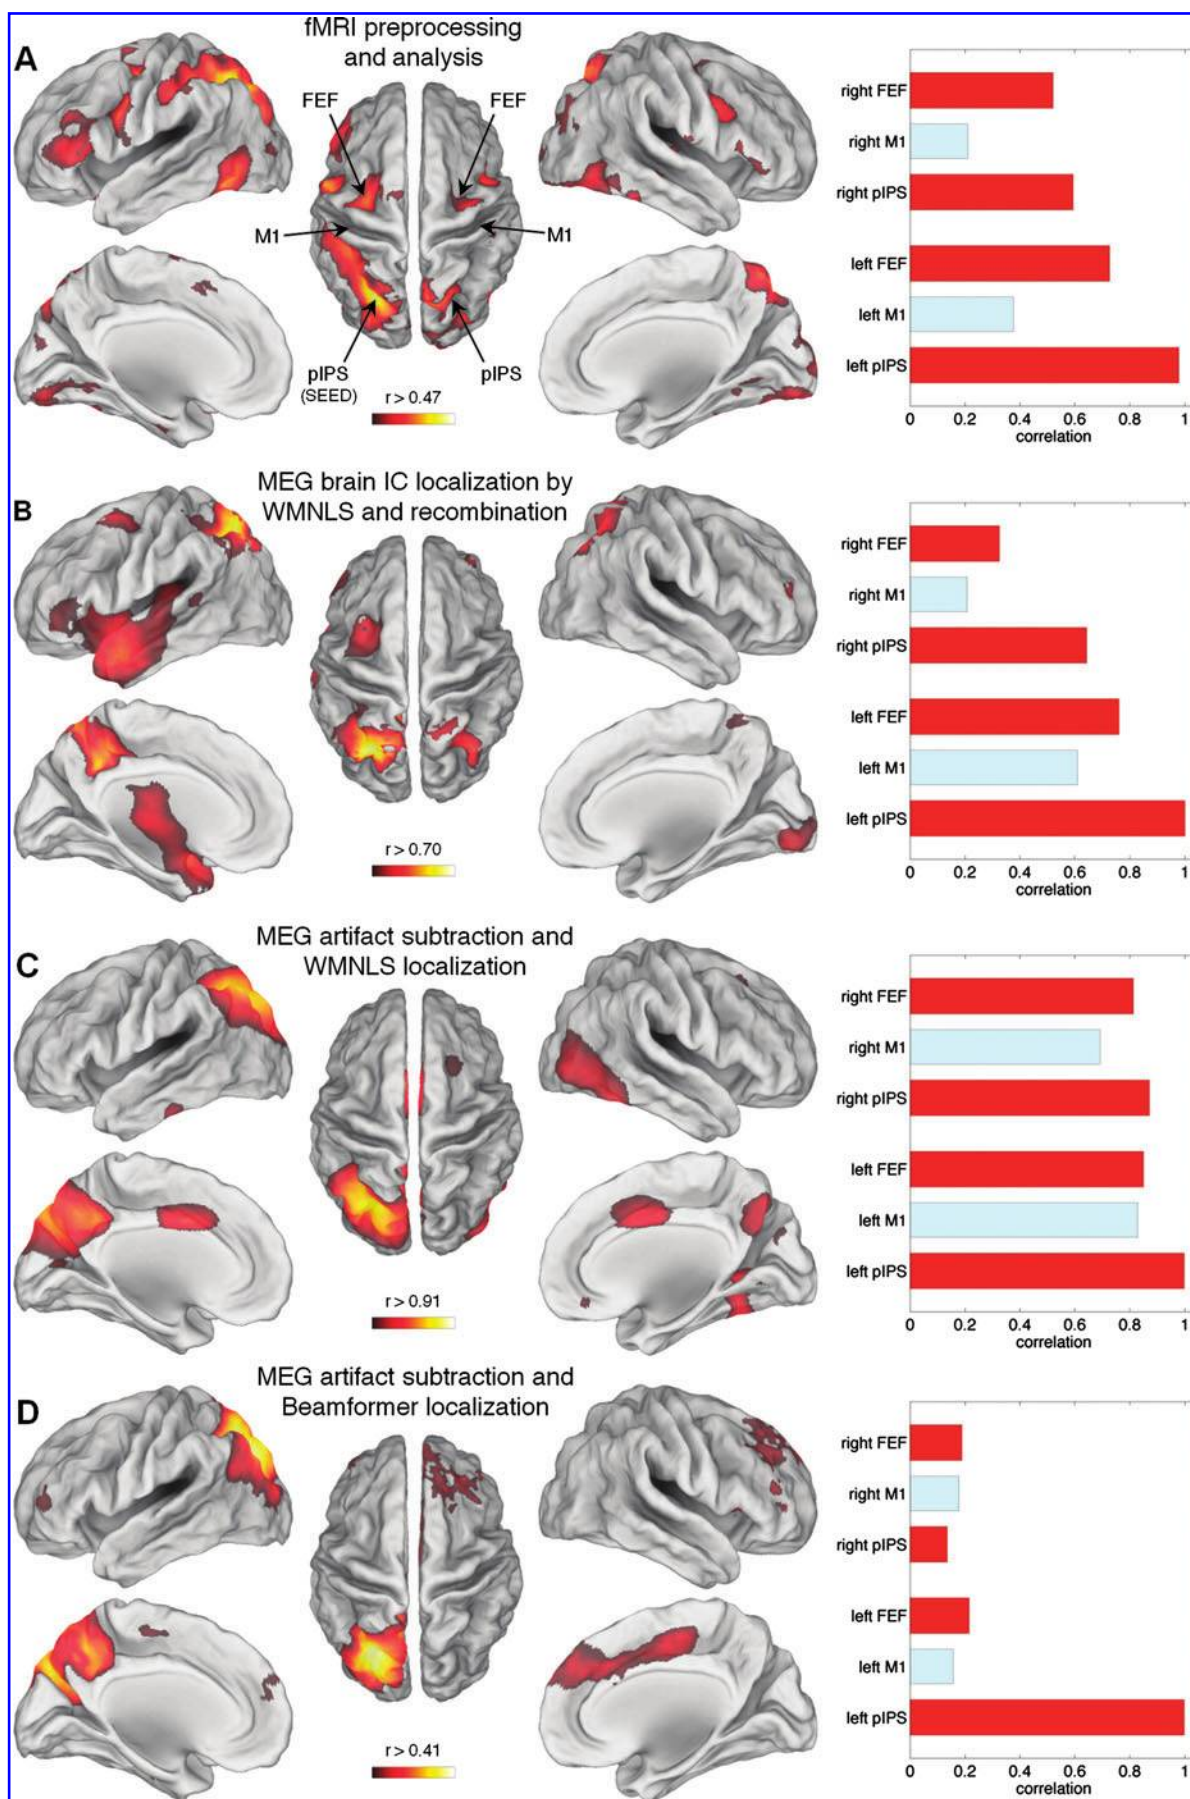 A
fMRI preprocessing
and analysis
FEF
FEF
M1
M1
pIPS
(SEED)
pIPS
r > 0.47
right FEF
right M1
right pIPS
left FEF
left M1
left pIPS
0 0.2 0.4 0.6 0.8 1
correlation
B
MEG brain IC localization by
WMNLS and recombination
r > 0.70
right FEF
right M1
right pIPS
left FEF
left M1
left pIPS
0 0.2 0.4 0.6 0.8 1
correlation
C
MEG artifact subtraction and
WMNLS localization
r > 0.91
right FEF
right M1
right pIPS
left FEF
left M1
left pIPS
0 0.2 0.4 0.6 0.8 1
correlation
D
MEG artifact subtraction and
Beamformer localization
r > 0.41
right FEF
right M1
right pIPS
left FEF
left M1
left pIPS
0 0.2 0.4 0.6 0.8 1
correlation